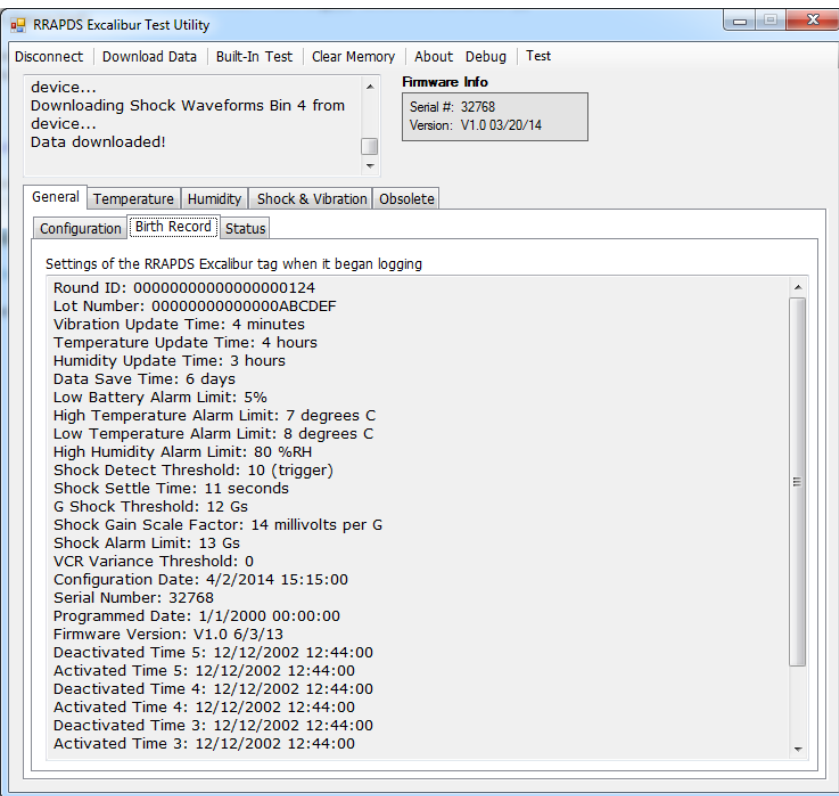 RRAPDS Excalibur Test Utility
Disconnect Download Data Built-In Test Clear Memory About Debug Test
device...
Downloading Shock Waveforms Bin 4 from
device...
Data downloaded!
Firmware Info
Serial #: 32768
Version: V1.0 03/20/14
General Temperature Humidity Shock & Vibration Obsolete
Configuration Birth Record Status
Settings of the RRAPDS Excalibur tag when it began logging
Round ID: 00000000000000000124
Lot Number: 00000000000000ABCDEF
Vibration Update Time: 4 minutes
Temperature Update Time: 4 hours
Humidity Update Time: 3 hours
Data Save Time: 6 days
Low Battery Alarm Limit: 5%
High Temperature Alarm Limit: 7 degrees C
Low Temperature Alarm Limit: 8 degrees C
High Humidity Alarm Limit: 80 %RH
Shock Detect Threshold: 10 (trigger)
Shock Settle Time: 11 seconds
G Shock Threshold: 12 Gs
Shock Gain Scale Factor: 14 millivolts per G
Shock Alarm Limit: 13 Gs
VCR Variance Threshold: 0
Configuration Date: 4/2/2014 15:15:00
Serial Number: 32768
Programmed Date: 1/1/2000 00:00:00
Firmware Version: V1.0 6/3/13
Deactivated Time 5: 12/12/2002 12:44:00
Activated Time 5: 12/12/2002 12:44:00
Deactivated Time 4: 12/12/2002 12:44:00
Activated Time 4: 12/12/2002 12:44:00
Deactivated Time 3: 12/12/2002 12:44:00
Activated Time 3: 12/12/2002 12:44:00